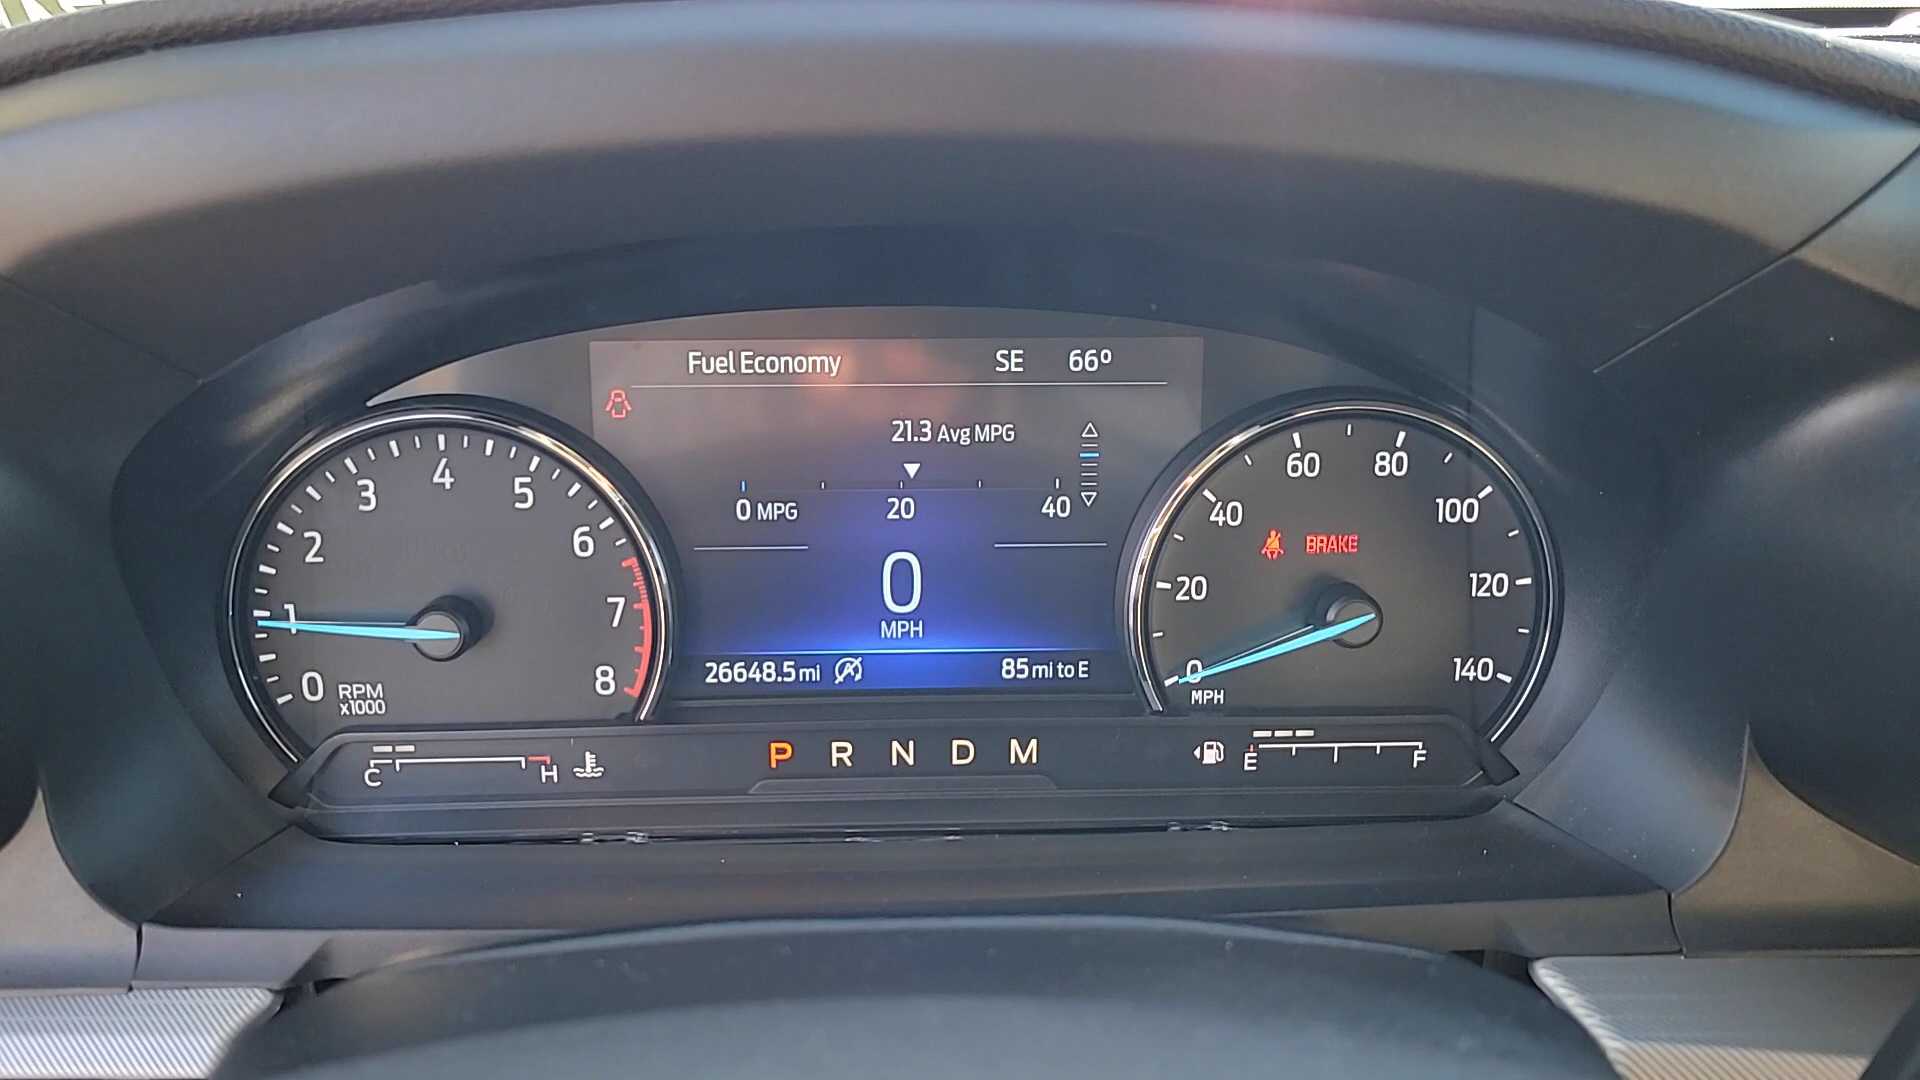 Fuel Economy SE 66°
21.3 Avg MPG
0 MPG 20 40
0
MPH
26648.5 mi 85 mi to E
0 1 2 3 4 5 6 7 8
RPM
x1000
0 20 40 60 80 100 120 140
MPH
BRAKE
C H
P R N D M
E F